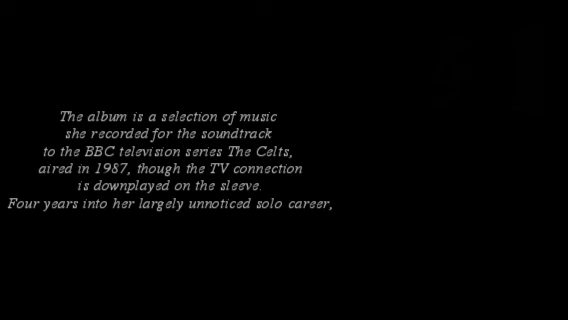 The album is a selection of music
she recorded for the soundtrack
to the BBC television series The Celts,
aired in 1987, though the TV connection
is downplayed on the sleeve.
Four years into her largely unnoticed solo career,